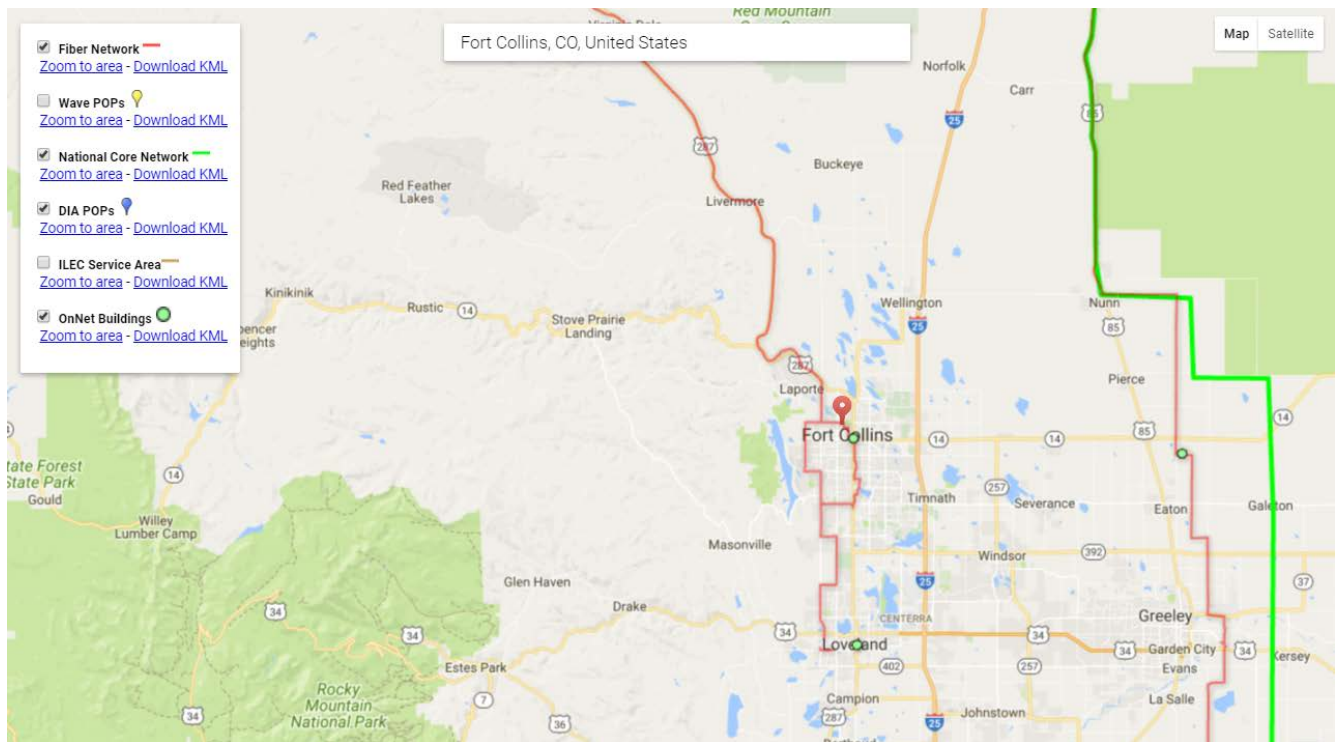 Fiber Network
Zoom to area - Download KML
Wave POPs
Zoom to area - Download KML
National Core Network
Zoom to area - Download KML
DIA POPs
Zoom to area - Download KML
ILEC Service Area
Zoom to area - Download KML
OnNet Buildings
Zoom to area - Download KML
Fort Collins, CO, United States
Map
Satellite
Red Mountain
Norfolk
Carr
25
85
287
Buckeye
Red Feather
Lakes
Livermore
Kinikinik
Rustic
14
Stove Prairie
Landing
Wellington
25
Nunn
85
287
Laporte
Pierce
14
Fort Collins
14
14
85
14
State Park
Gould
Willey
Lumber Camp
Timnath
257
Severance
Eaton
Galeton
Masonville
Windsor
392
Glen Haven
25
37
Drake
34
34
34
CENTERRA
Greeley
34
Loveland
34
Garden City
34
Kersey
Estes Park
402
257
Evans
Rocky
Mountain
National Park
7
Campion
La Salle
34
36
287
25
Johnstown